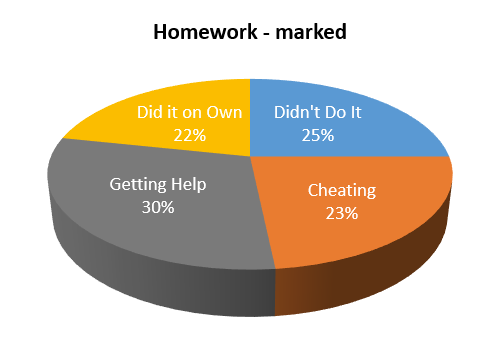 Homework - marked
Did it on Own
22%
Didn't Do It
25%
Getting Help
30%
Cheating
23%